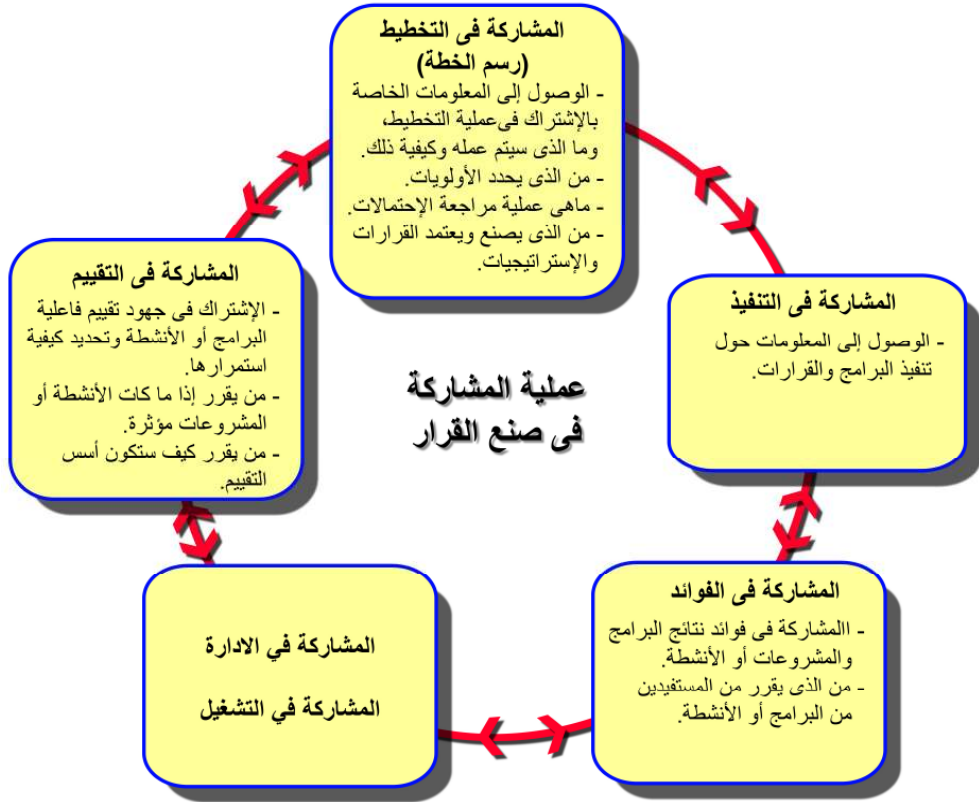 المشاركة فى التخطيط
(رسم الخطة)
- الوصول إلى المعلومات الخاصة
بالإشتراك فى عملية التخطيط،
وما الذى سيتم عمله وكيفية ذلك.
- من الذى يحدد الأولويات.
- ماهى عملية مراجعة الإحتمالات.
- من الذى يصنع ويعتمد القرارات
والإستراتيجيات.
المشاركة فى التنفيذ
- الوصول إلى المعلومات حول
تنفيذ البرامج والقرارات.
المشاركة فى الفوائد
- االمشاركة فى فوائد نتائج البرامج
والمشروعات أو الأنشطة.
- من الذى يقرر من المستفيدين
من البرامج أو الأنشطة.
المشاركة في الادارة
المشاركة في التشغيل
المشاركة فى التقييم
- الإشتراك فى جهود تقييم فاعلية
البرامج أو الأنشطة وتحديد كيفية
استمرارها.
- من يقرر إذا ما كات الأنشطة أو
المشروعات مؤثرة.
- من يقرر كيف ستكون أسس
التقييم.
عملية المشاركة
فى صنع القرار